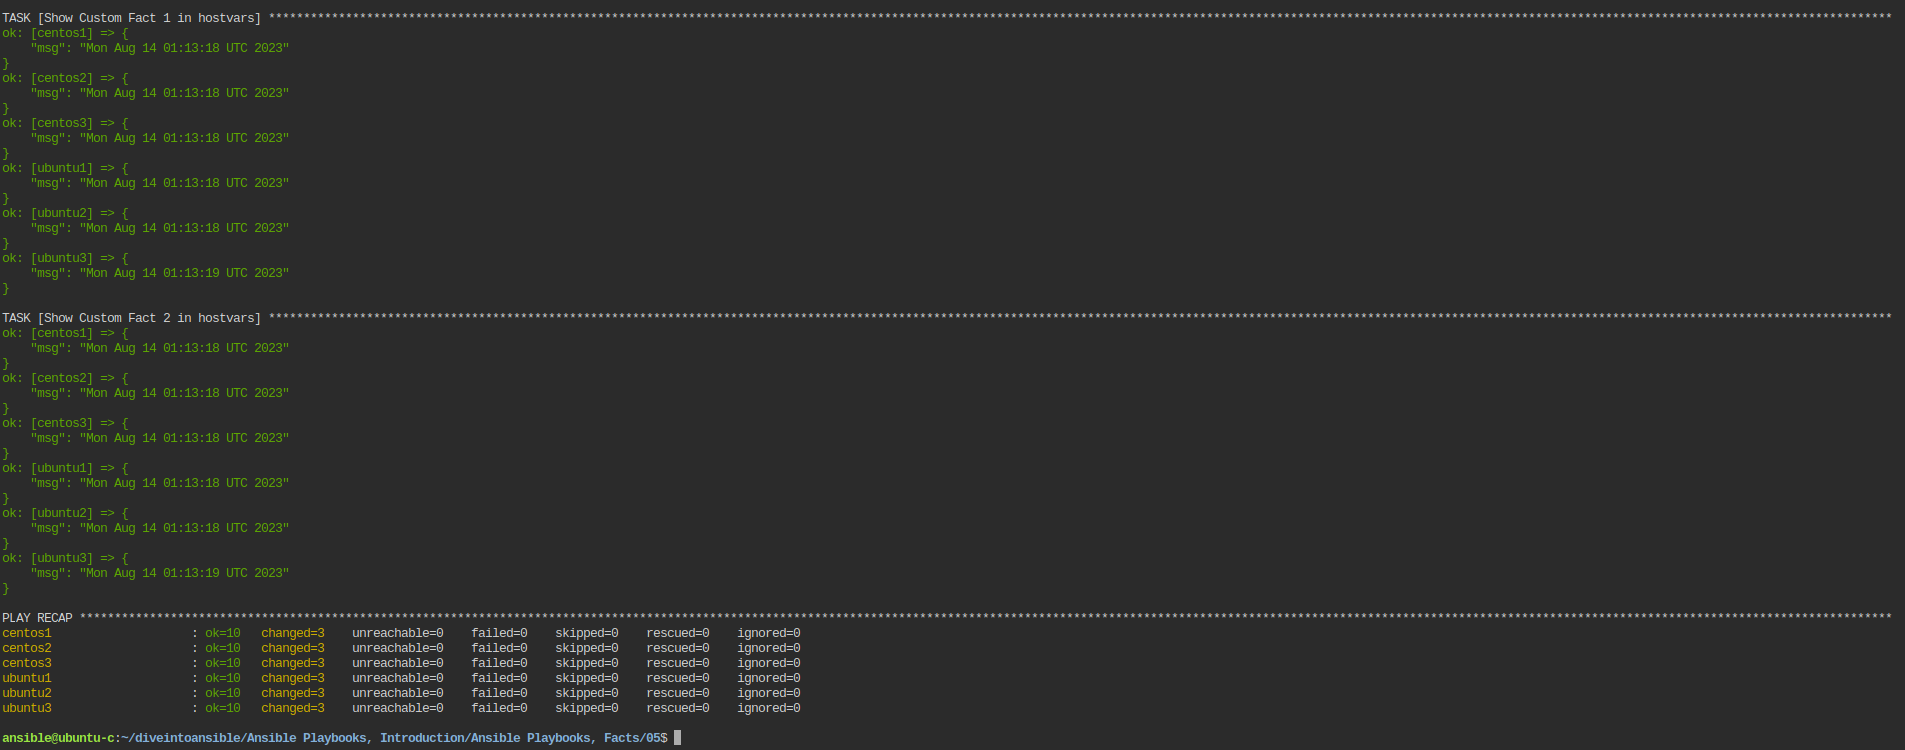 TASK [Show Custom Fact 1 in hostvars] ****************************************************************************************************************************************************************************************************************************************
ok: [centos1] => {
    "msg": "Mon Aug 14 01:13:18 UTC 2023"
}
ok: [centos2] => {
    "msg": "Mon Aug 14 01:13:18 UTC 2023"
}
ok: [centos3] => {
    "msg": "Mon Aug 14 01:13:18 UTC 2023"
}
ok: [ubuntu1] => {
    "msg": "Mon Aug 14 01:13:18 UTC 2023"
}
ok: [ubuntu2] => {
    "msg": "Mon Aug 14 01:13:18 UTC 2023"
}
ok: [ubuntu3] => {
    "msg": "Mon Aug 14 01:13:19 UTC 2023"
}
TASK [Show Custom Fact 2 in hostvars] ****************************************************************************************************************************************************************************************************************************************
ok: [centos1] => {
    "msg": "Mon Aug 14 01:13:18 UTC 2023"
}
ok: [centos2] => {
    "msg": "Mon Aug 14 01:13:18 UTC 2023"
}
ok: [centos3] => {
    "msg": "Mon Aug 14 01:13:18 UTC 2023"
}
ok: [ubuntu1] => {
    "msg": "Mon Aug 14 01:13:18 UTC 2023"
}
ok: [ubuntu2] => {
    "msg": "Mon Aug 14 01:13:18 UTC 2023"
}
ok: [ubuntu3] => {
    "msg": "Mon Aug 14 01:13:19 UTC 2023"
}
PLAY RECAP *******************************************************************************************************************************************************************************************************************************************************************
centos1                    : ok=10   changed=3    unreachable=0    failed=0    skipped=0    rescued=0    ignored=0
centos2                    : ok=10   changed=3    unreachable=0    failed=0    skipped=0    rescued=0    ignored=0
centos3                    : ok=10   changed=3    unreachable=0    failed=0    skipped=0    rescued=0    ignored=0
ubuntu1                    : ok=10   changed=3    unreachable=0    failed=0    skipped=0    rescued=0    ignored=0
ubuntu2                    : ok=10   changed=3    unreachable=0    failed=0    skipped=0    rescued=0    ignored=0
ubuntu3                    : ok=10   changed=3    unreachable=0    failed=0    skipped=0    rescued=0    ignored=0
ansible@ubuntu-c:~/diveintoansible/Ansible Playbooks, Introduction/Ansible Playbooks, Facts/05$